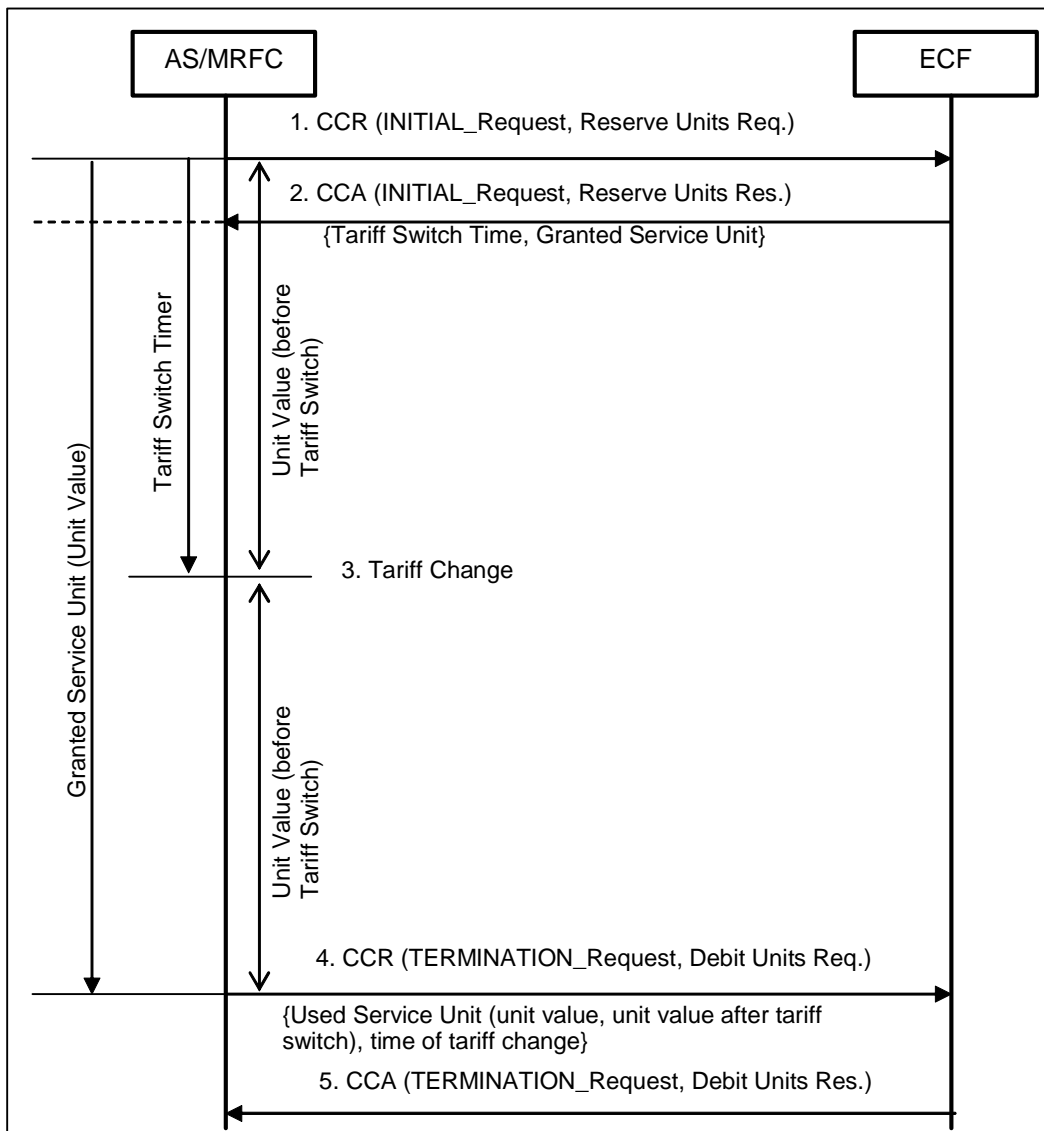 AS/MRFC
ECF
1. CCR (INITIAL_Request, Reserve Units Req.)
2. CCA (INITIAL_Request, Reserve Units Res.)
{Tariff Switch Time, Granted Service Unit}
Granted Service Unit (Unit Value)
Tariff Switch Timer
Unit Value (before
Tariff Switch)
3. Tariff Change
Unit Value (before
Tariff Switch)
4. CCR (TERMINATION_Request, Debit Units Req.)
{Used Service Unit (unit value, unit value after tariff
switch), time of tariff change}
5. CCA (TERMINATION_Request, Debit Units Res.)